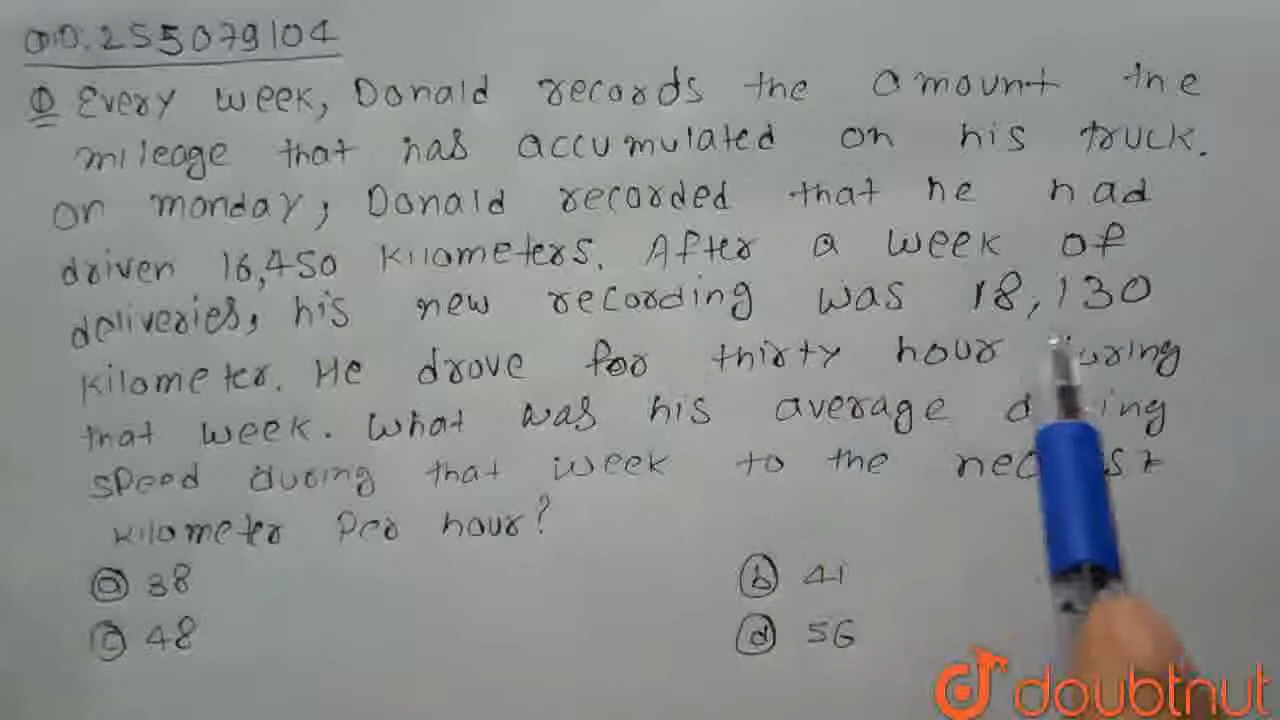 Q.D.255079104
Q Every week, Donald records the amount the
mileage that has accumulated on his truck.
on monday, Donald recorded that he had
driven 16,450 kilometers. After a week of
deliveries, his new recording was 18,130
kilometer. He drove for thirty hour during
that week. what was his average
speed during that week to the
kilometer per hour?
(a) 38 (b) 41
(c) 48 (d) 56
doubtnut